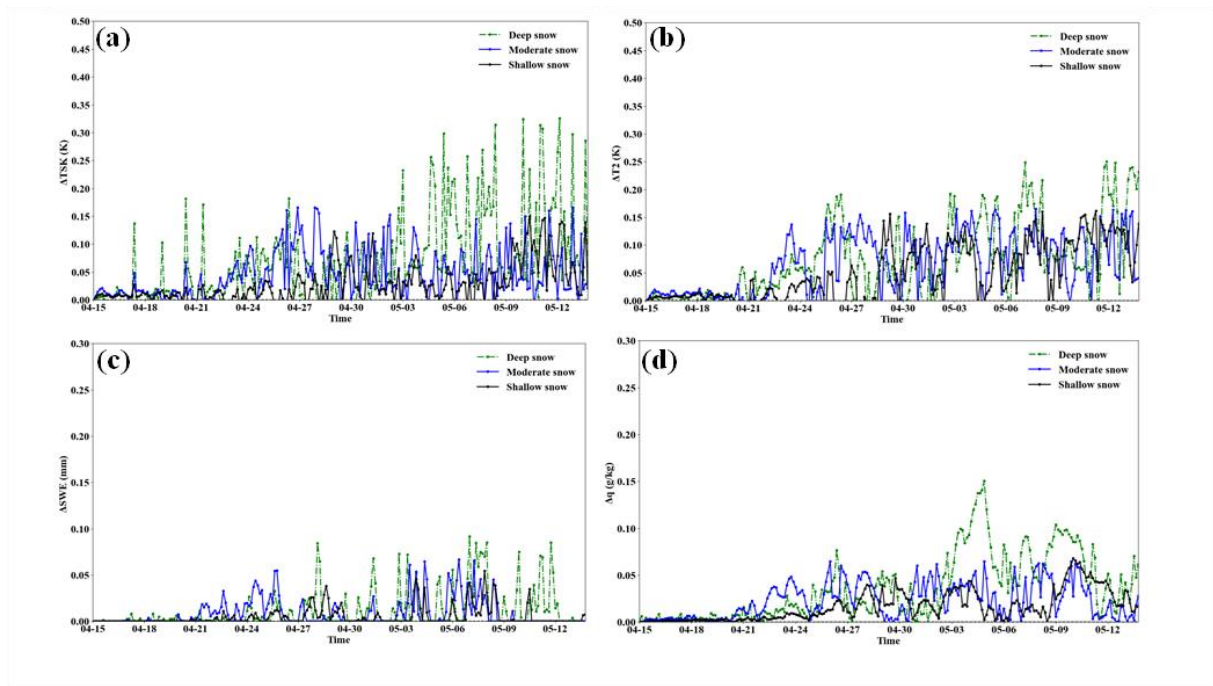 (a)
Deep snow
Moderate snow
Shallow snow
0.50
0.45
0.40
0.35
0.30
0.25
0.20
0.15
0.10
0.05
0.00
ΔTSK (K)
04-15 04-18 04-21 04-24 04-27 04-30 05-03 05-06 05-09 05-12
Time
(b)
Deep snow
Moderate snow
Shallow snow
0.50
0.45
0.40
0.35
0.30
0.25
0.20
0.15
0.10
0.05
0.00
ΔT2 (K)
04-15 04-18 04-21 04-24 04-27 04-30 05-03 05-06 05-09 05-12
Time
(c)
Deep snow
Moderate snow
Shallow snow
0.30
0.25
0.20
0.15
0.10
0.05
0.00
ΔSWE (mm)
04-15 04-18 04-21 04-24 04-27 04-30 05-03 05-06 05-09 05-12
Time
(d)
Deep snow
Moderate snow
Shallow snow
0.30
0.25
0.20
0.15
0.10
0.05
0.00
Δq (g/kg)
04-15 04-18 04-21 04-24 04-27 04-30 05-03 05-06 05-09 05-12
Time